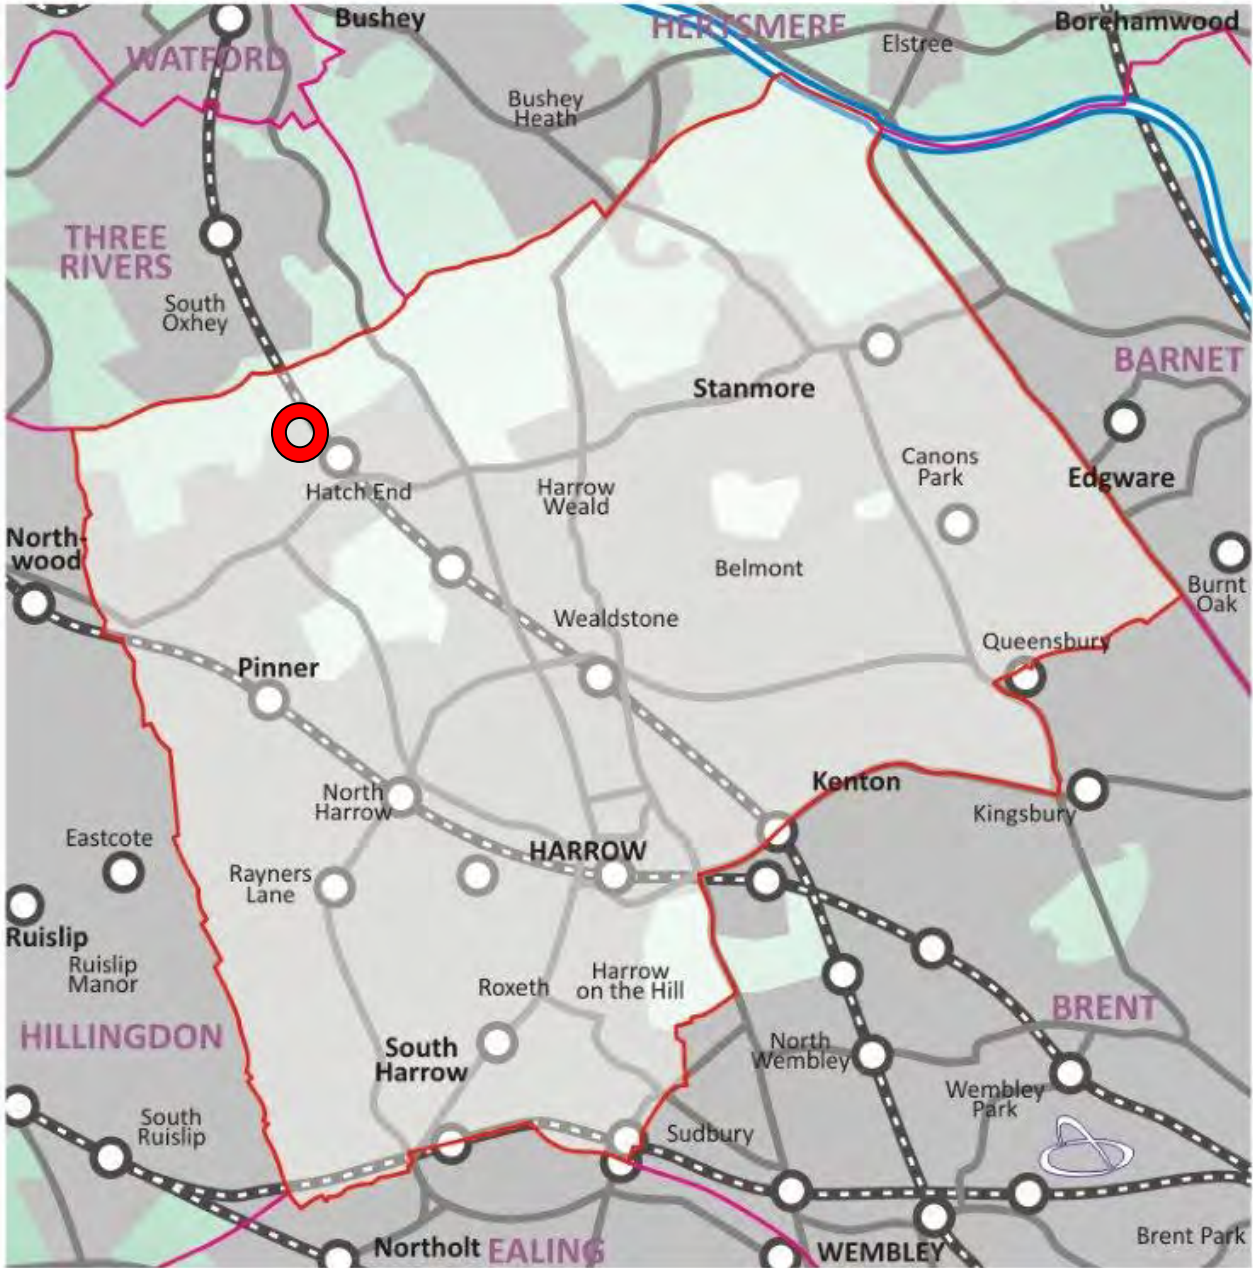 Bushey
HERTSMERE
Borehamwood
Elstree
WATFORD
Bushey
Heath
THREE
RIVERS
South
Oxhey
BARNET
Stanmore
Canons
Park
Edgware
Hatch End
Harrow
Weald
North-
wood
Belmont
Burnt
Oak
Wealdstone
Queensbury
Pinner
Kenton
North
Harrow
Kingsbury
Eastcote
HARROW
Rayners
Lane
Ruislip
Ruislip
Manor
Roxeth
Harrow
on the Hill
BRENT
HILLINGDON
South
Harrow
North
Wembley
Wembley
Park
South
Ruislip
Sudbury
Brent Park
Northolt
EALING
WEMBLEY